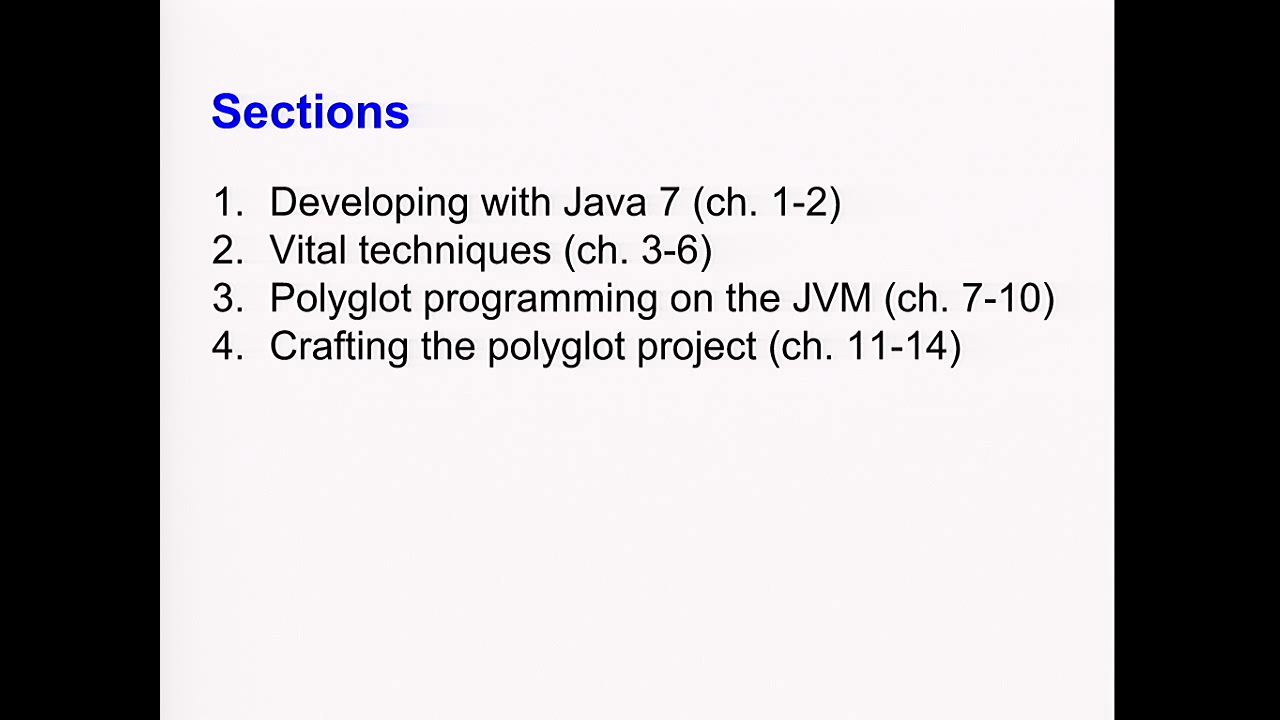 Sections
1. Developing with Java 7 (ch. 1-2)
2. Vital techniques (ch. 3-6)
3. Polyglot programming on the JVM (ch. 7-10)
4. Crafting the polyglot project (ch. 11-14)